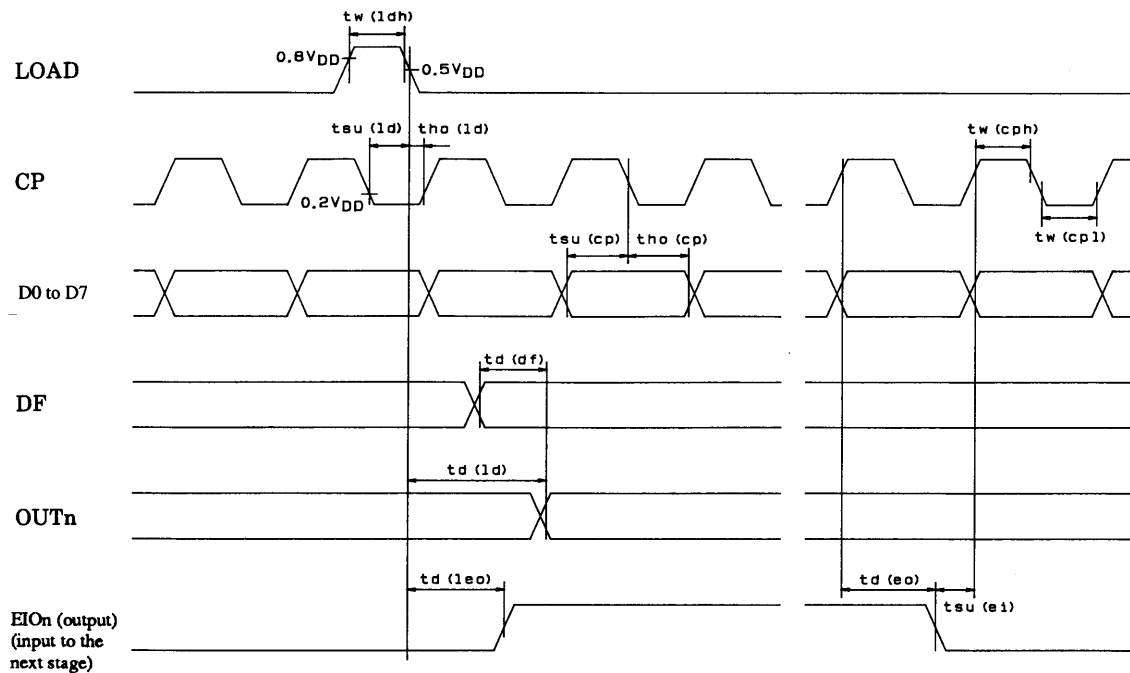 tw (ldh)
LOAD
0.8VDD
0.5VDD
tsu (ld) tho (ld)
tw (cph)
CP
0.2VDD
tw (cpl)
tsu (cp) tho (cp)
D0 to D7
td (df)
DF
td (ld)
OUTn
td (leo)
td (eo)
tsu (ei)
EIOn (output)
(input to the
next stage)